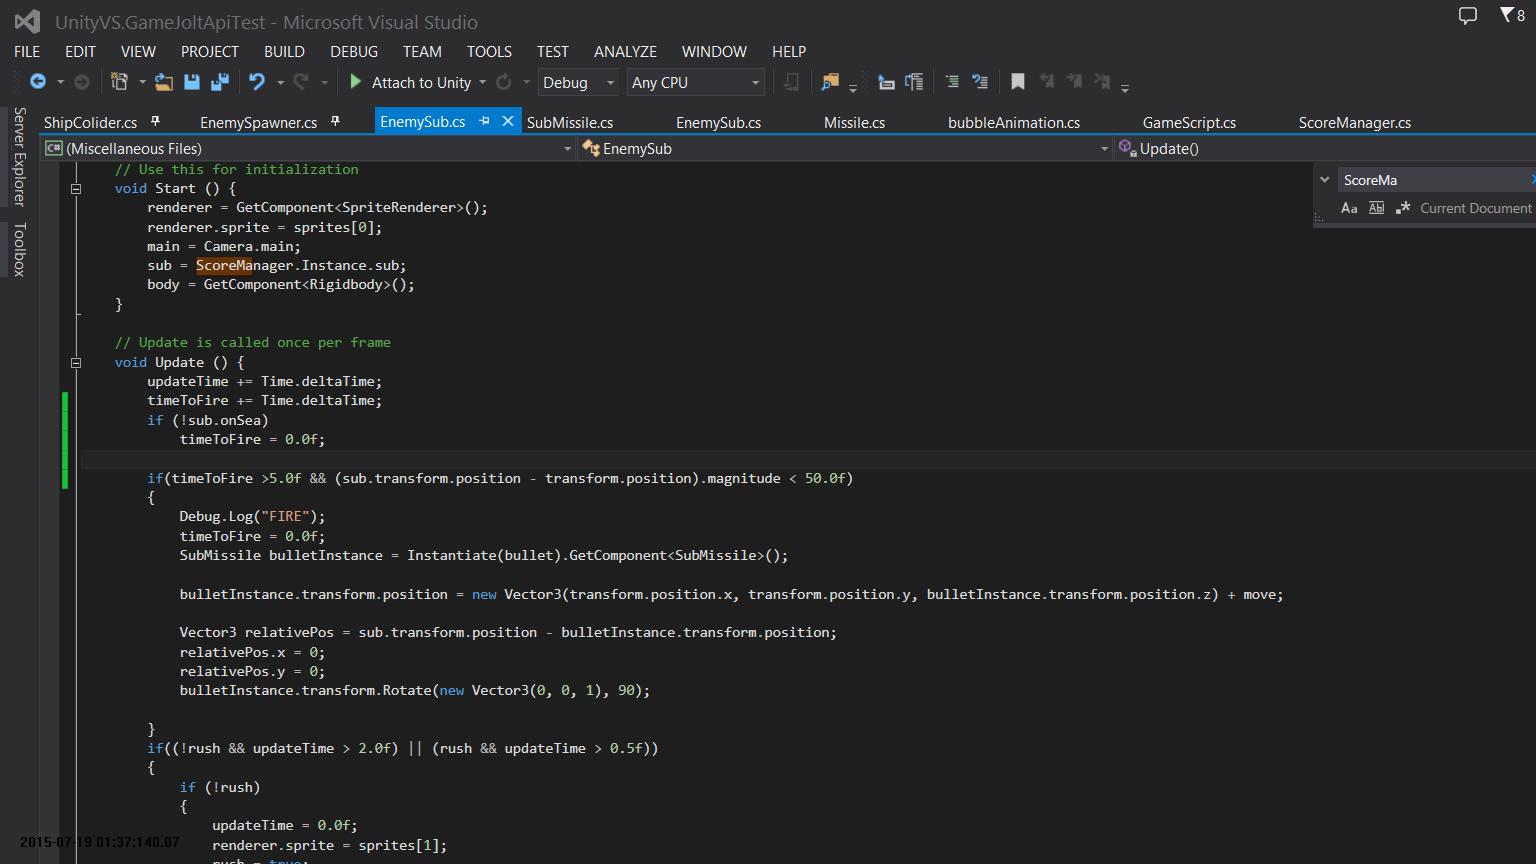 UnityVS.GameJoltApiTest - Microsoft Visual Studio
8
FILE EDIT VIEW PROJECT BUILD DEBUG TEAM TOOLS TEST ANALYZE WINDOW HELP
Attach to Unity Debug Any CPU
Server Explorer
Toolbox
ShipColider.cs EnemySpawner.cs EnemySub.cs SubMissile.cs EnemySub.cs Missile.cs bubbleAnimation.cs GameScript.cs ScoreManager.cs
C# (Miscellaneous Files) EnemySub Update()
ScoreMa
Aa Abl .* Current Document
// Use this for initialization
void Start () {
renderer = GetComponent<SpriteRenderer>();
renderer.sprite = sprites[0];
main = Camera.main;
sub = ScoreManager.Instance.sub;
body = GetComponent<Rigidbody>();
}
// Update is called once per frame
void Update () {
updateTime += Time.deltaTime;
timeToFire += Time.deltaTime;
if (!sub.onSea)
timeToFire = 0.0f;
if(timeToFire >5.0f && (sub.transform.position - transform.position).magnitude < 50.0f)
{
Debug.Log("FIRE");
timeToFire = 0.0f;
SubMissile bulletInstance = Instantiate(bullet).GetComponent<SubMissile>();
bulletInstance.transform.position = new Vector3(transform.position.x, transform.position.y, bulletInstance.transform.position.z) + move;
Vector3 relativePos = sub.transform.position - bulletInstance.transform.position;
relativePos.x = 0;
relativePos.y = 0;
bulletInstance.transform.Rotate(new Vector3(0, 0, 1), 90);
}
if((!rush && updateTime > 2.0f) || (rush && updateTime > 0.5f))
{
if (!rush)
{
updateTime = 0.0f;
renderer.sprite = sprites[1];
rush = true;
2015-07-19 01:37:140.07